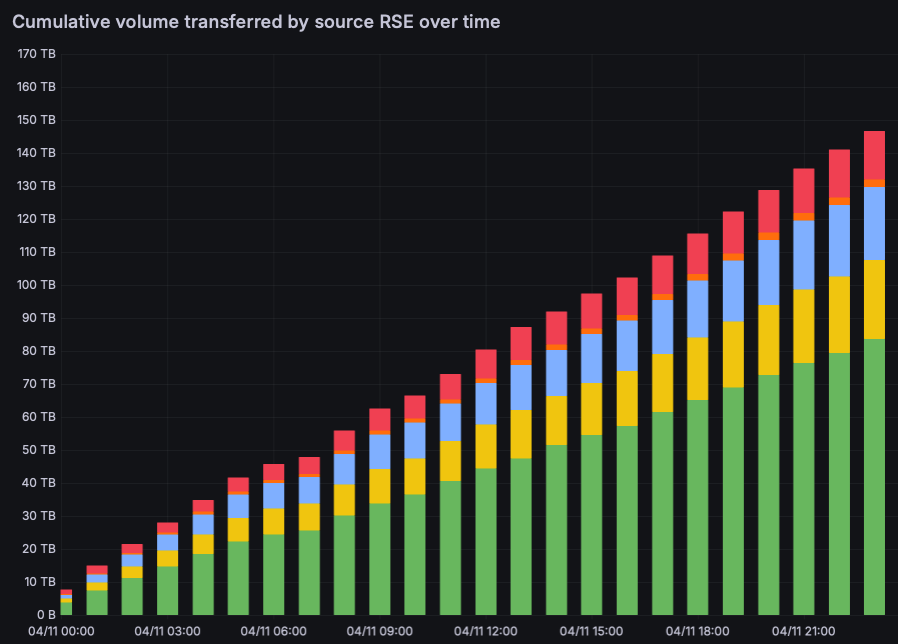 Cumulative volume transferred by source RSE over time
170 TB
160 TB
150 TB
140 TB
130 TB
120 TB
110 TB
100 TB
90 TB
80 TB
70 TB
60 TB
50 TB
40 TB
30 TB
20 TB
10 TB
0 B
04/11 00:00 04/11 03:00 04/11 06:00 04/11 09:00 04/11 12:00 04/11 15:00 04/11 18:00 04/11 21:00